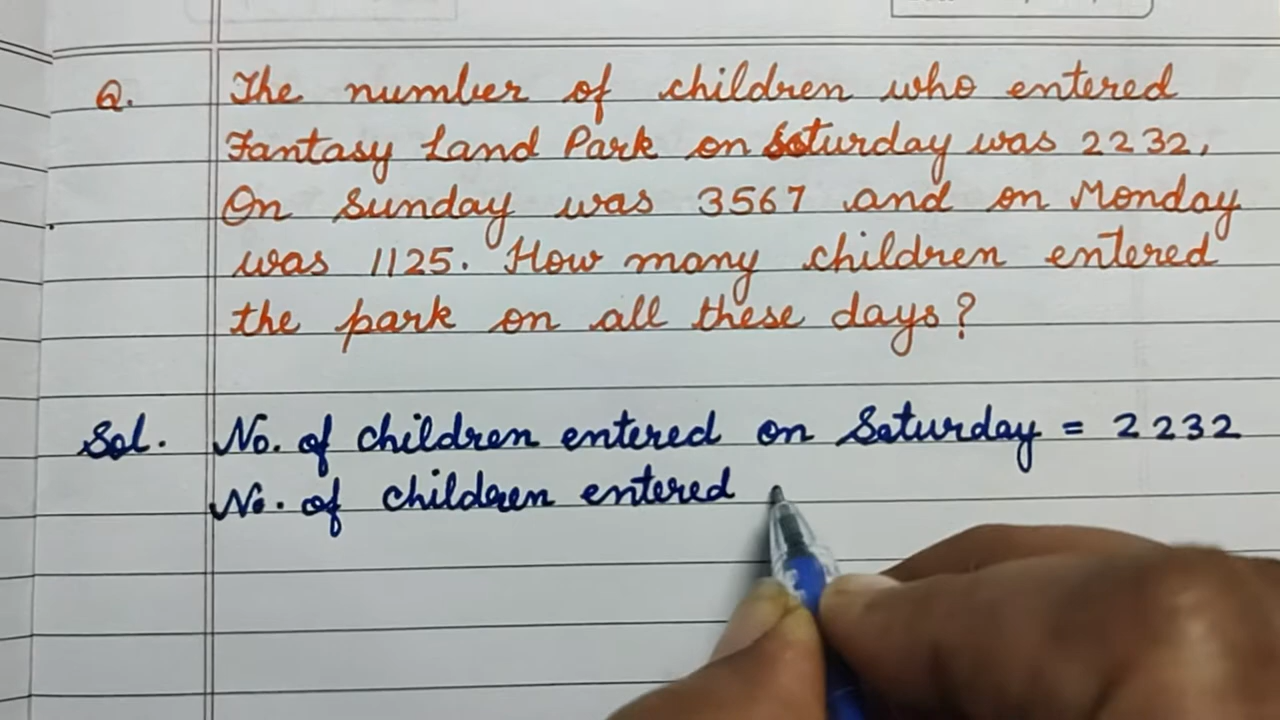 Q. The number of children who entered
Fantasy Land Park on Saturday was 2232,
On Sunday was 3567 and on Monday
was 1125. How many children entered
the park on all these days?
Sol. No. of children entered on Saturday = 2232
No. of children entered